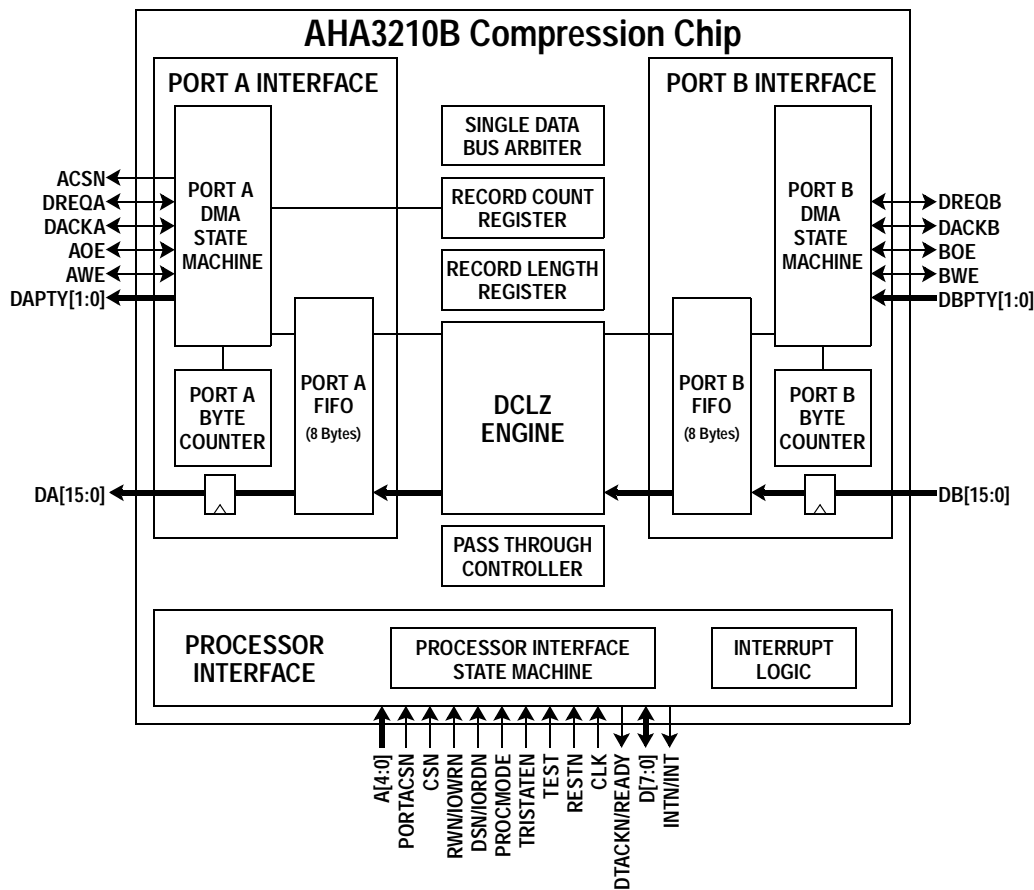 AHA3210B Compression Chip
PORT A INTERFACE
PORT B INTERFACE
SINGLE DATA
BUS ARBITER
RECORD COUNT
REGISTER
RECORD LENGTH
REGISTER
PORT A
DMA
STATE
MACHINE
PORT B
DMA
STATE
MACHINE
ACSN
DREQA
DACKA
AOE
AWE
DAPTY[1:0]
DREQB
DACKB
BOE
BWE
DBPTY[1:0]
PORT A
BYTE
COUNTER
PORT A
FIFO
(8 Bytes)
DCLZ
ENGINE
PORT B
FIFO
(8 Bytes)
PORT B
BYTE
COUNTER
DA[15:0]
DB[15:0]
PASS THROUGH
CONTROLLER
PROCESSOR
INTERFACE
PROCESSOR INTERFACE
STATE MACHINE
INTERRUPT
LOGIC
A[4:0]
PORTACSN
CSN
RWN/IOWRN
DSN/IORDN
PROCMODE
TRISTATEN
TEST
RESTN
CLK
DTACKN/READY
D[7:0]
INTN/INT